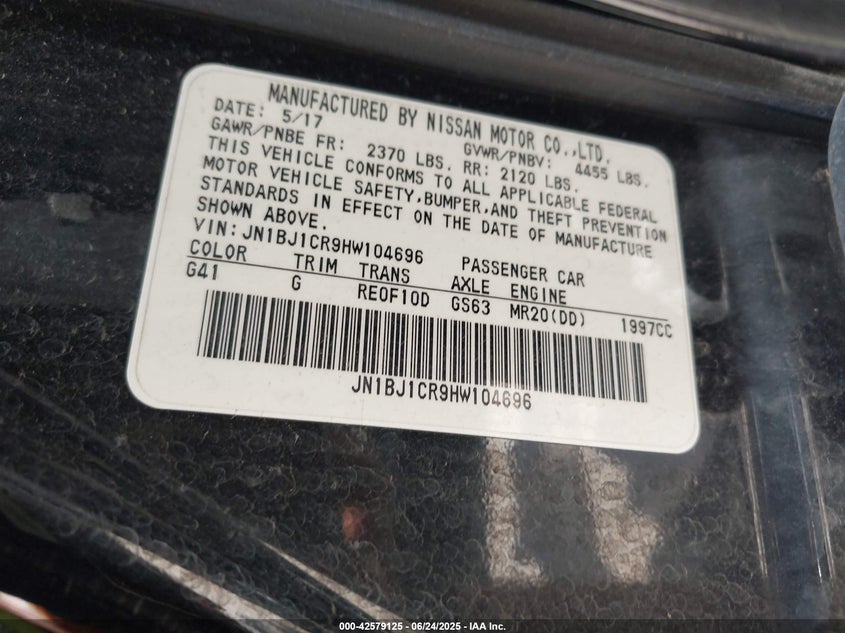 MANUFACTURED BY NISSAN MOTOR CO.,LTD.
DATE: 5/17 GVWR/PNBV: 4455 LBS.
GAWR/PNBE FR: 2370 LBS. RR: 2120 LBS.
THIS VEHICLE CONFORMS TO ALL APPLICABLE FEDERAL
MOTOR VEHICLE SAFETY,BUMPER,AND THEFT PREVENTION
STANDARDS IN EFFECT ON THE DATE OF MANUFACTURE
SHOWN ABOVE.
VIN:JN1BJ1CR9HW104696 PASSENGER CAR
COLOR TRIM TRANS AXLE ENGINE
G41 G RE0F10D GS63 MR20(DD) 1997CC
JN1BJ1CR9HW104696
000-42579125 - 06/24/2025 - IAA Inc.